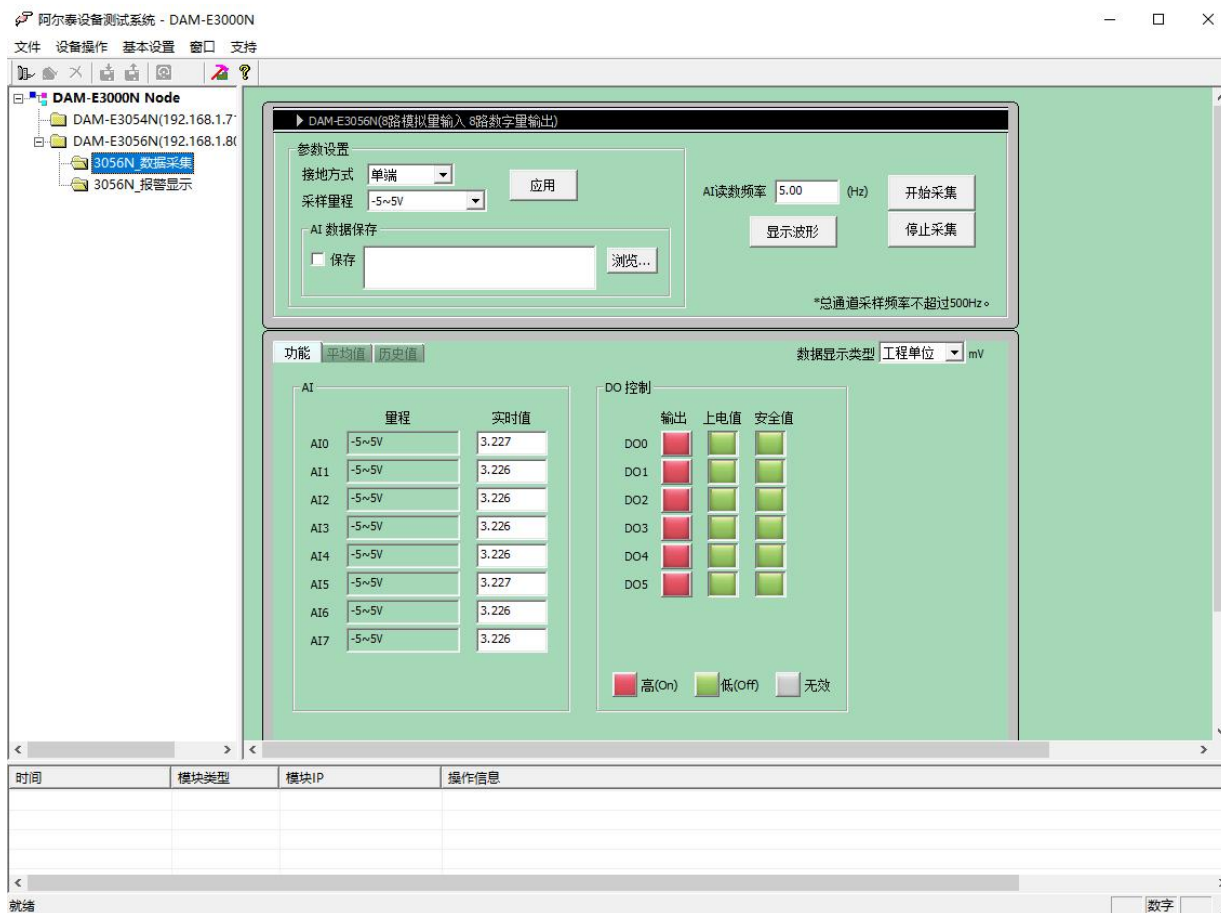 阿尔泰设备测试系统 - DAM-E3000N
文件 设备操作 基本设置 窗口 支持
DAM-E3000N Node
DAM-E3054N(192.168.1.7
DAM-E3056N(192.168.1.80
3056N_数据采集
3056N_报警显示
DAM-E3056N(8路模拟量输入 8路数字量输出)
参数设置
接地方式 单端
采样量程 -5~5V
应用
AI 数据保存
保存
浏览...
AI读数频率 5.00 (Hz) 开始采集
显示波形 停止采集
*总通道采样频率不超过500Hz。
功能 平均值 历史值
数据显示类型 工程单位 mV
AI
量程 实时值
AI0 -5~5V 3.227
AI1 -5~5V 3.226
AI2 -5~5V 3.226
AI3 -5~5V 3.226
AI4 -5~5V 3.226
AI5 -5~5V 3.227
AI6 -5~5V 3.226
AI7 -5~5V 3.226
DO 控制
输出 上电值 安全值
DO0
DO1
DO2
DO3
DO4
DO5
高(On) 低(Off) 无效
时间 模块类型 模块IP 操作信息
就绪 数字